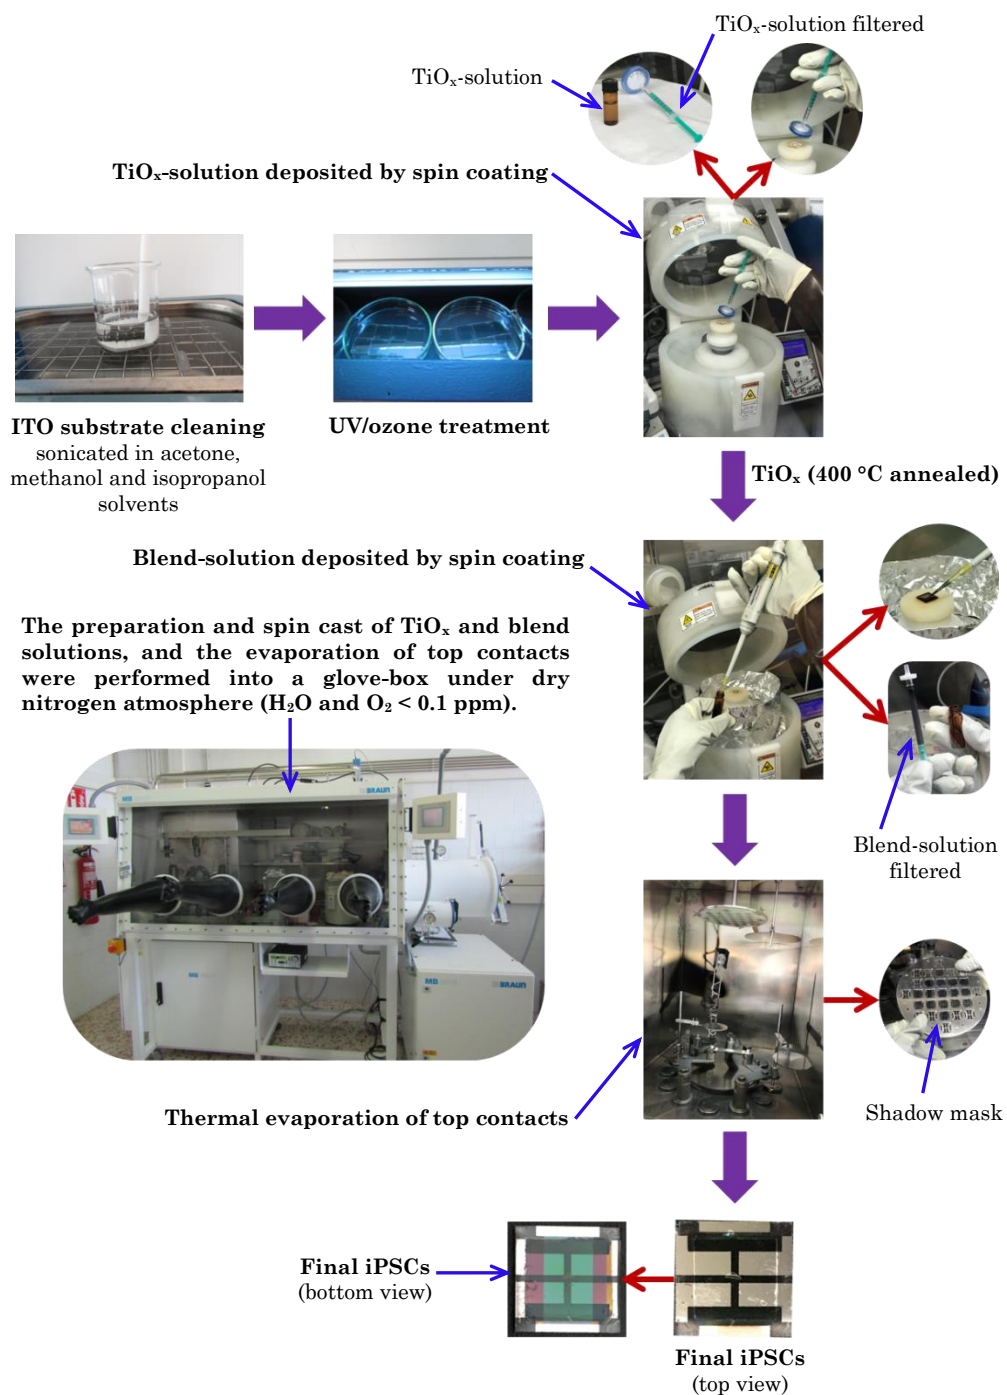 TiOₓ-solution filtered
TiOₓ-solution
TiOₓ-solution deposited by spin coating
ITO substrate cleaning
sonicated in acetone,
methanol and isopropanol
solvents
UV/ozone treatment
TiOₓ (400 °C annealed)
Blend-solution deposited by spin coating
The preparation and spin cast of TiOₓ and blend
solutions, and the evaporation of top contacts
were performed into a glove-box under dry
nitrogen atmosphere (H₂O and O₂ < 0.1 ppm).
MB
BRAUN
MB
BRAUN
Blend-solution
filtered
Thermal evaporation of top contacts
Shadow mask
Final iPSCs
(bottom view)
Final iPSCs
(top view)